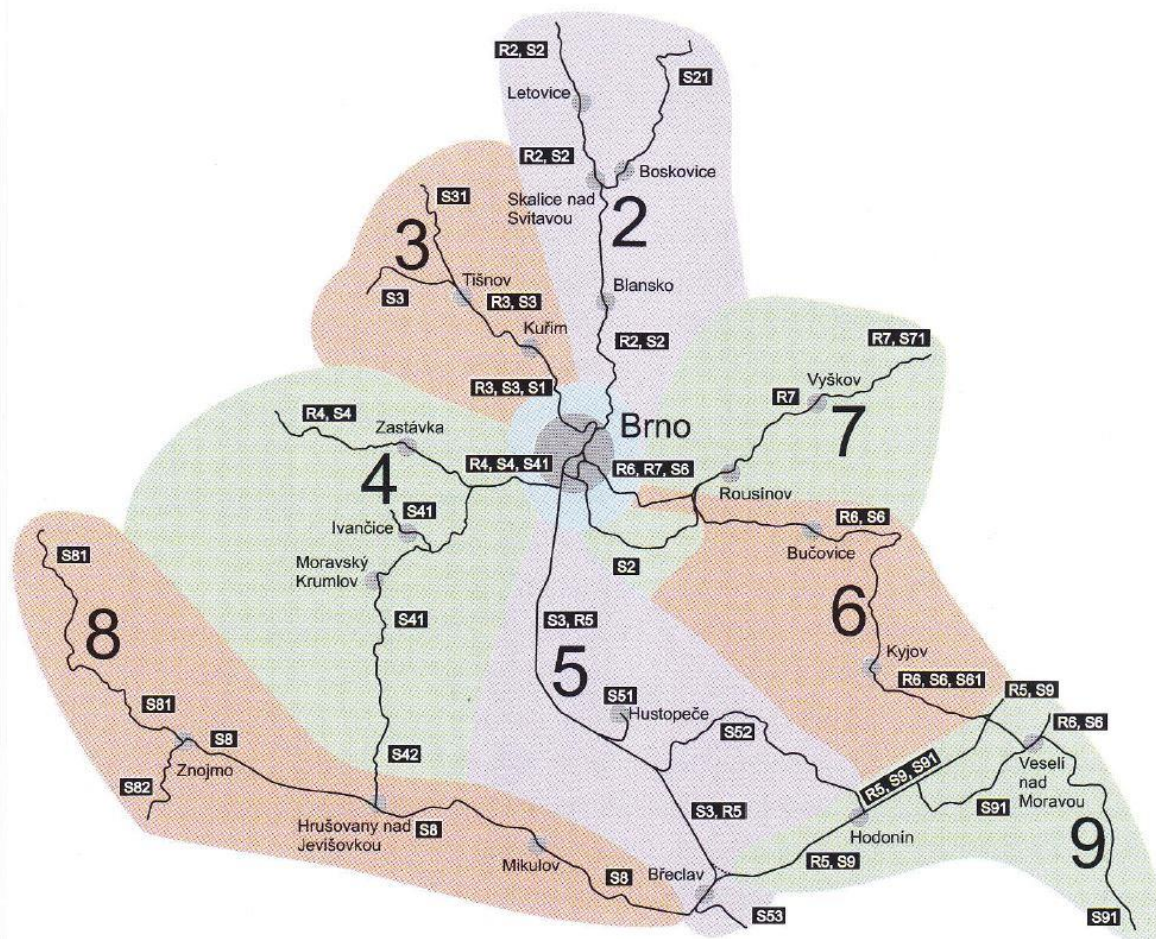 R2, S2
S21
Letovice
R2, S2
Boskovice
Skalice nad
Svitavou
2
S31
3
Tišnov
S3
R3, S3
Blansko
Kuřim
R2, S2
R7, S71
R3, S3, S1
Vyškov
R7
7
R4, S4
Zastávka
Brno
4
R4, S4, S41
R6, R7, S6
Rousínov
S41
Ivančice
R6, S6
Bučovice
S81
Moravský
Krumlov
S2
8
S41
S3, R5
6
5
Kyjov
R6, S6, S61
R5, S9
S51
Hustopeče
S81
S52
R6, S6
S8
Znojmo
S42
Veselí
nad
Moravou
S82
R5, S9, S91
S91
S3, R5
Hrušovany nad
Jevišovkou
S8
Hodonín
9
Mikulov
R5, S9
Břeclav
S8
S53
S91